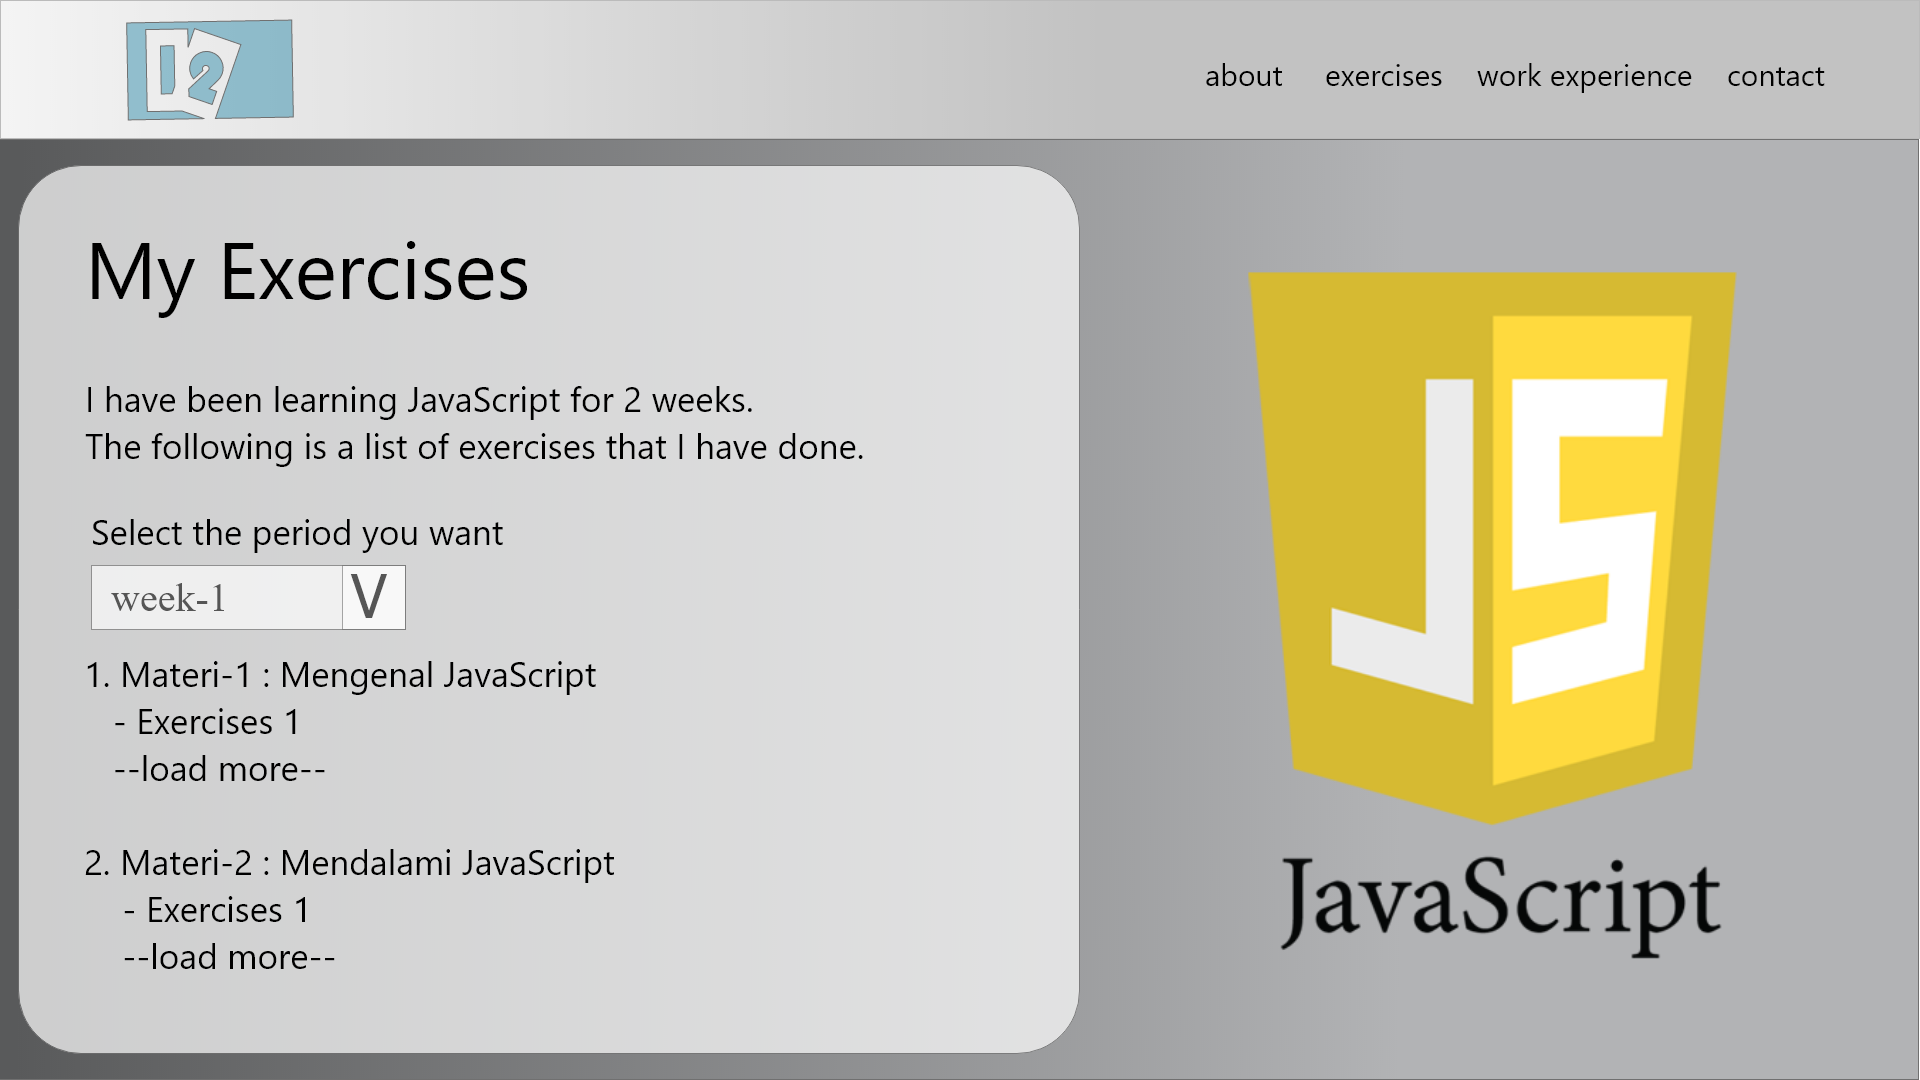 about exercises work experience contact
My Exercises
I have been learning JavaScript for 2 weeks.
The following is a list of exercises that I have done.
Select the period you want
week-1 V
1. Materi-1 : Mengenal JavaScript
- Exercises 1
--load more--
2. Materi-2 : Mendalami JavaScript
- Exercises 1
--load more--
JS
JavaScript